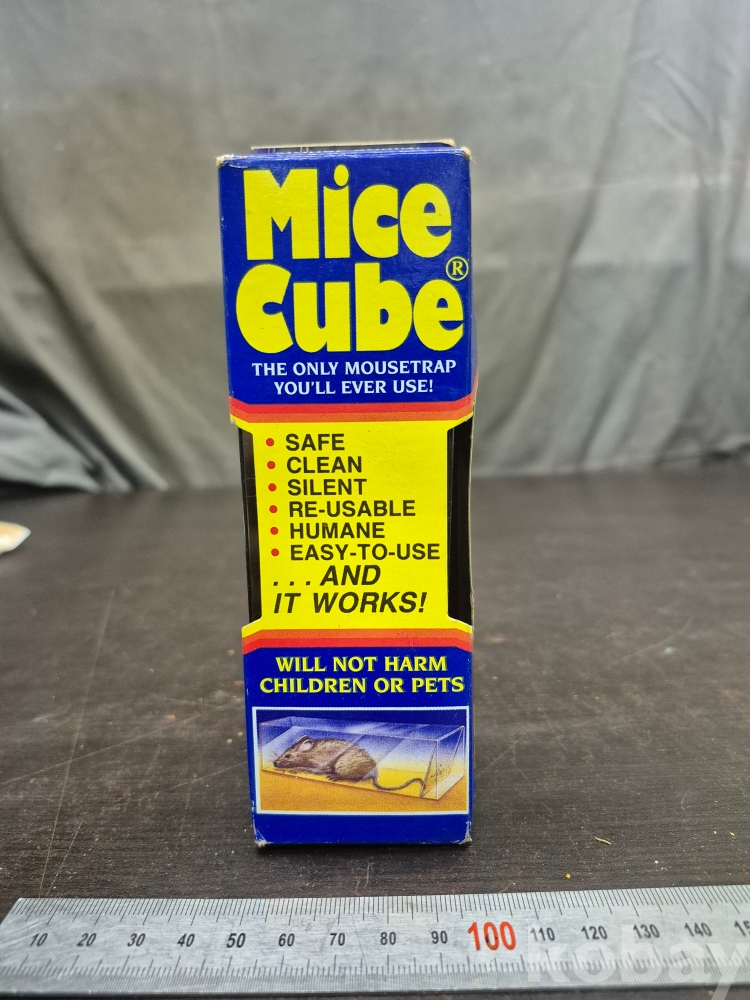 Mice
Cube®
THE ONLY MOUSETRAP
YOU'LL EVER USE!
• SAFE
• CLEAN
• SILENT
• RE-USABLE
• HUMANE
• EASY-TO-USE
. . . AND
IT WORKS!
WILL NOT HARM
CHILDREN OR PETS
10 20 30 40 50 60 70 80 90 100 110 120 130 140
kobay